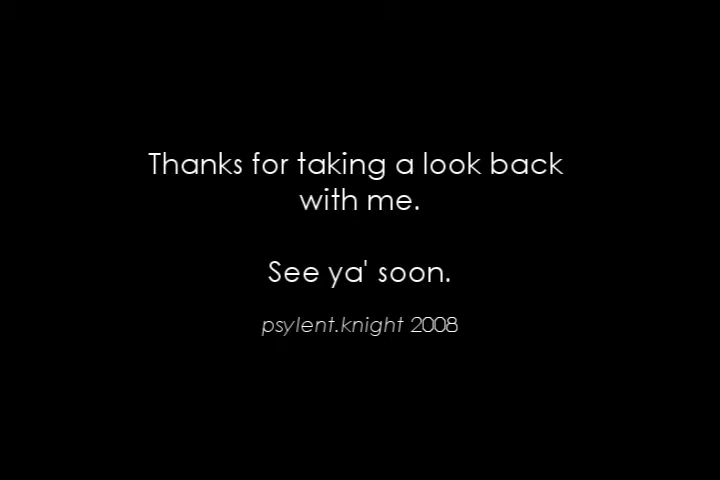 Thanks for taking a look back
with me.
See ya' soon.
psylent.knight 2008